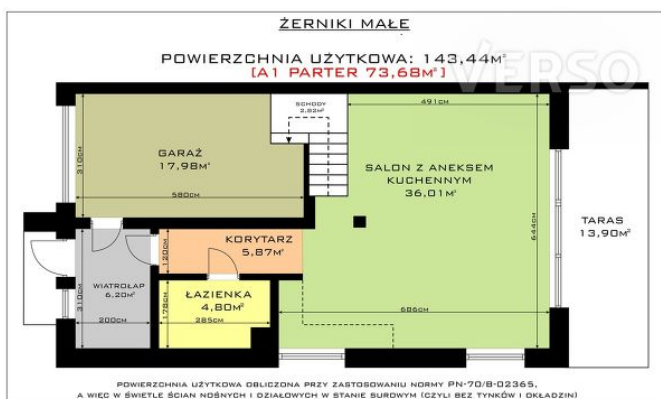 ŻERNIKI MAŁE
VERSO
POWIERZCHNIA UŻYTKOWA: 143,44M²
[A1 PARTER 73,68M²]
SCHODY
2,82M²
491CM
GARAŻ
17,98M²
310CM
580CM
SALON Z ANEKSEM
KUCHENNYM
36,01M²
644CM
TARAS
13,90M²
KORYTARZ
5,87M²
120CM
WIATROŁAP
6,20M²
310CM
200CM
ŁAZIENKA
4,80M²
178CM
285CM
686CM
POWIERZCHNIA UŻYTKOWA OBLICZONA PRZY ZASTOSOWANIU NORMY PN-70/B-02365,
A WIĘC W ŚWIETLE ŚCIAN NOŚNYCH I DZIAŁOWYCH W STANIE SUROWYM (CZYLI BEZ TYNKÓW I OKŁADZIN)